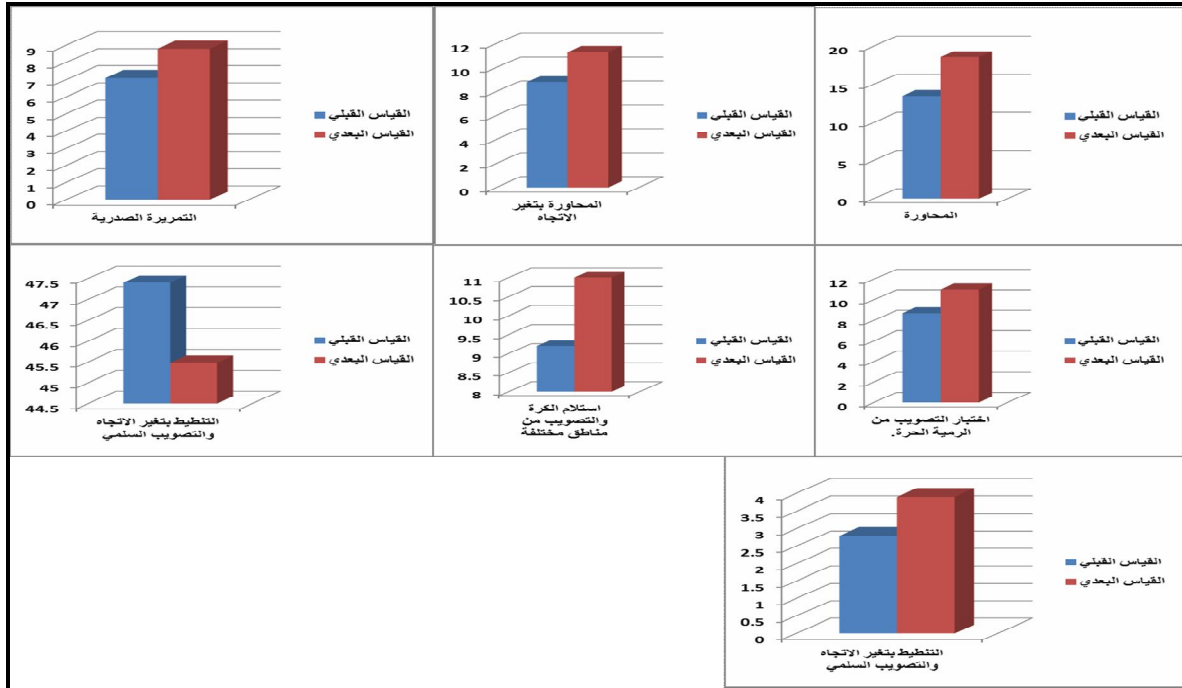 20
15
10
5
0
المحاورة
القياس القبلي
القياس البعدي
12
10
8
6
4
2
0
المحاورة بتغير
الاتجاه
القياس القبلي
القياس البعدي
9
8
7
6
5
4
3
2
1
0
التمريرة الصدرية
القياس القبلي
القياس البعدي
12
10
8
6
4
2
0
اختبار التصويب من
الرمية الحرة.
القياس القبلي
القياس البعدي
11
10.5
10
9.5
9
8.5
8
استلام الكرة
والتصويب من
مناطق مختلفة
القياس القبلي
القياس البعدي
47.5
47
46.5
46
45.5
45
44.5
التلطيط بتغير الاتجاه
والتصويب السلمي
القياس القبلي
القياس البعدي
4
3.5
3
2.5
2
1.5
1
0.5
0
التلطيط بتغير الاتجاه
والتصويب السلمي
القياس القبلي
القياس البعدي